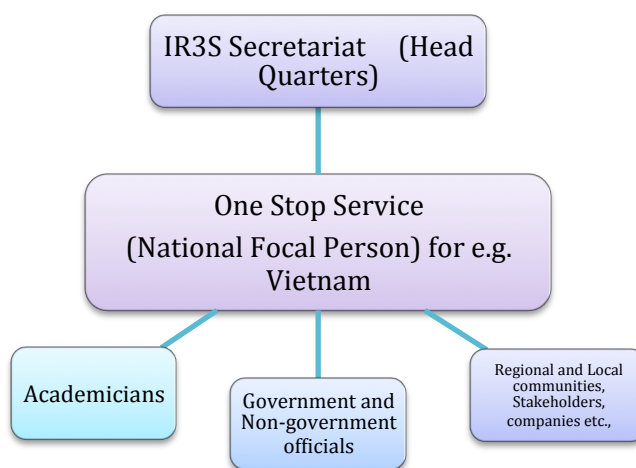 IR3S Secretariat (Head
Quarters)
One Stop Service
(National Focal Person) for e.g.
Vietnam
Academicians
Government and
Non-government
officials
Regional and Local
communities,
Stakeholders,
companies etc.,